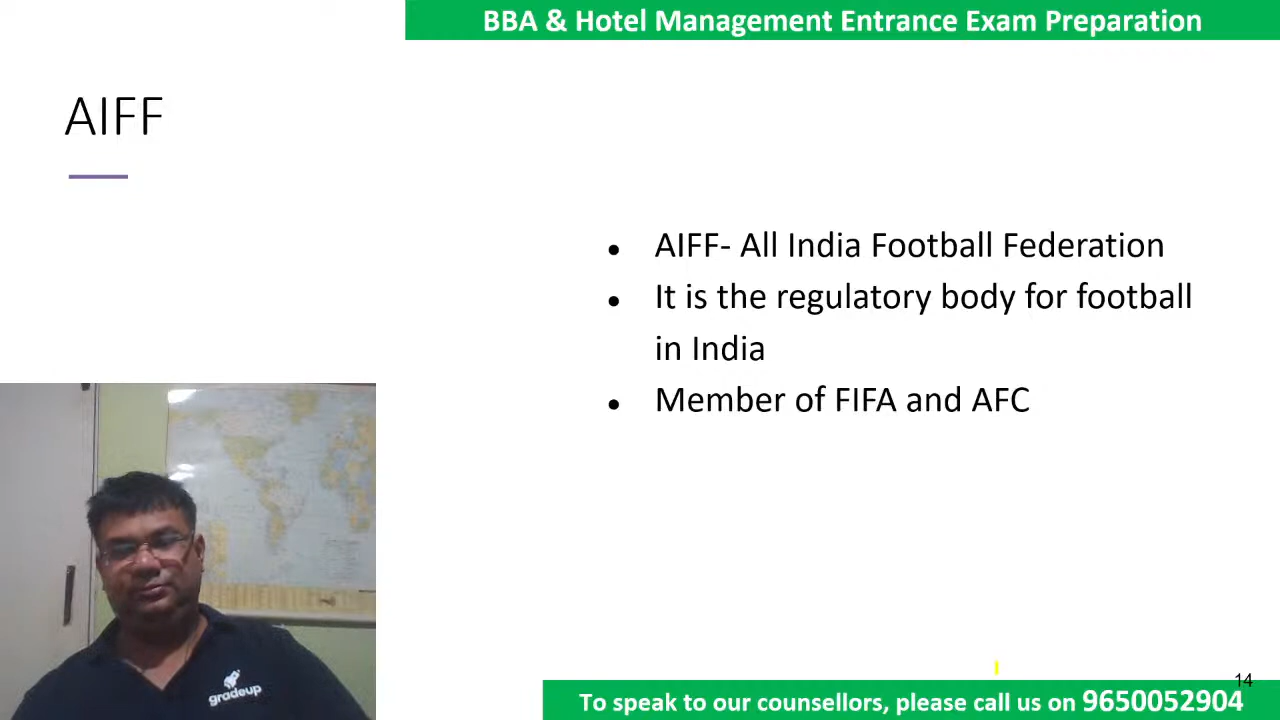 BBA & Hotel Management Entrance Exam Preparation
AIFF
● AIFF- All India Football Federation
● It is the regulatory body for football
in India
● Member of FIFA and AFC
gradeup
14
To speak to our counsellors, please call us on 9650052904